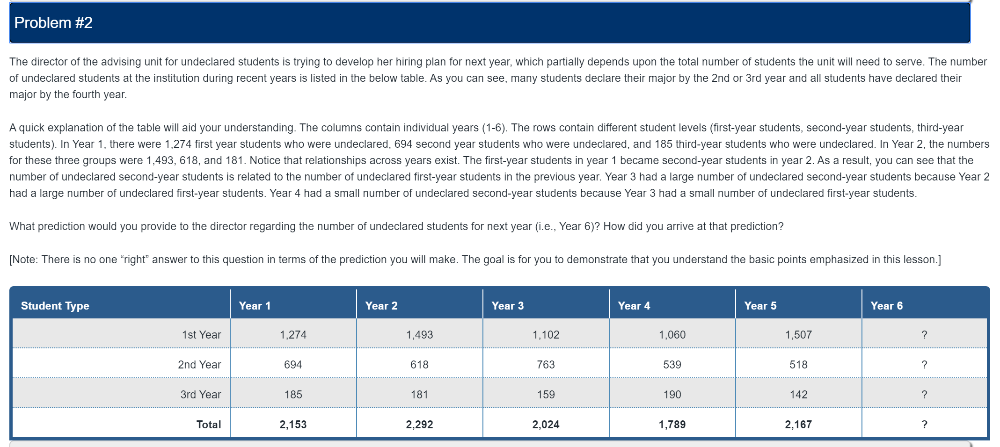 Problem #2
The director of the advising unit for undeclared students is trying to develop her hiring plan for next year, which partially depends upon the total number of students the unit will need to serve. The number
of undeclared students at the institution during recent years is listed in the below table. As you can see, many students declare their major by the 2nd or 3rd year and all students have declared their
major by the fourth year.
A quick explanation of the table will aid your understanding. The columns contain individual years (1-6). The rows contain different student levels (first-year students, second-year students, third-year
students). In Year 1, there were 1,274 first year students who were undeclared, 694 second year students who were undeclared, and 185 third-year students who were undeclared. In Year 2, the numbers
for these three groups were 1,493, 618, and 181. Notice that relationships across years exist. The first-year students in year 1 became second-year students in year 2. As a result, you can see that the
number of undeclared second-year students is related to the number of undeclared first-year students in the previous year. Year 3 had a large number of undeclared second-year students because Year 2
had a large number of undeclared first-year students. Year 4 had a small number of undeclared second-year students because Year 3 had a small number of undeclared first-year students.
What prediction would you provide to the director regarding the number of undeclared students for next year (i.e., Year 6)? How did you arrive at that prediction?
[Note: There is no one “right” answer to this question in terms of the prediction you will make. The goal is for you to demonstrate that you understand the basic points emphasized in this lesson.]
Student Type Year 1 Year 2 Year 3 Year 4 Year 5 Year 6
1st Year 1,274 1,493 1,102 1,060 1,507 ?
2nd Year 694 618 763 539 518 ?
3rd Year 185 181 159 190 142 ?
Total 2,153 2,292 2,024 1,789 2,167 ?